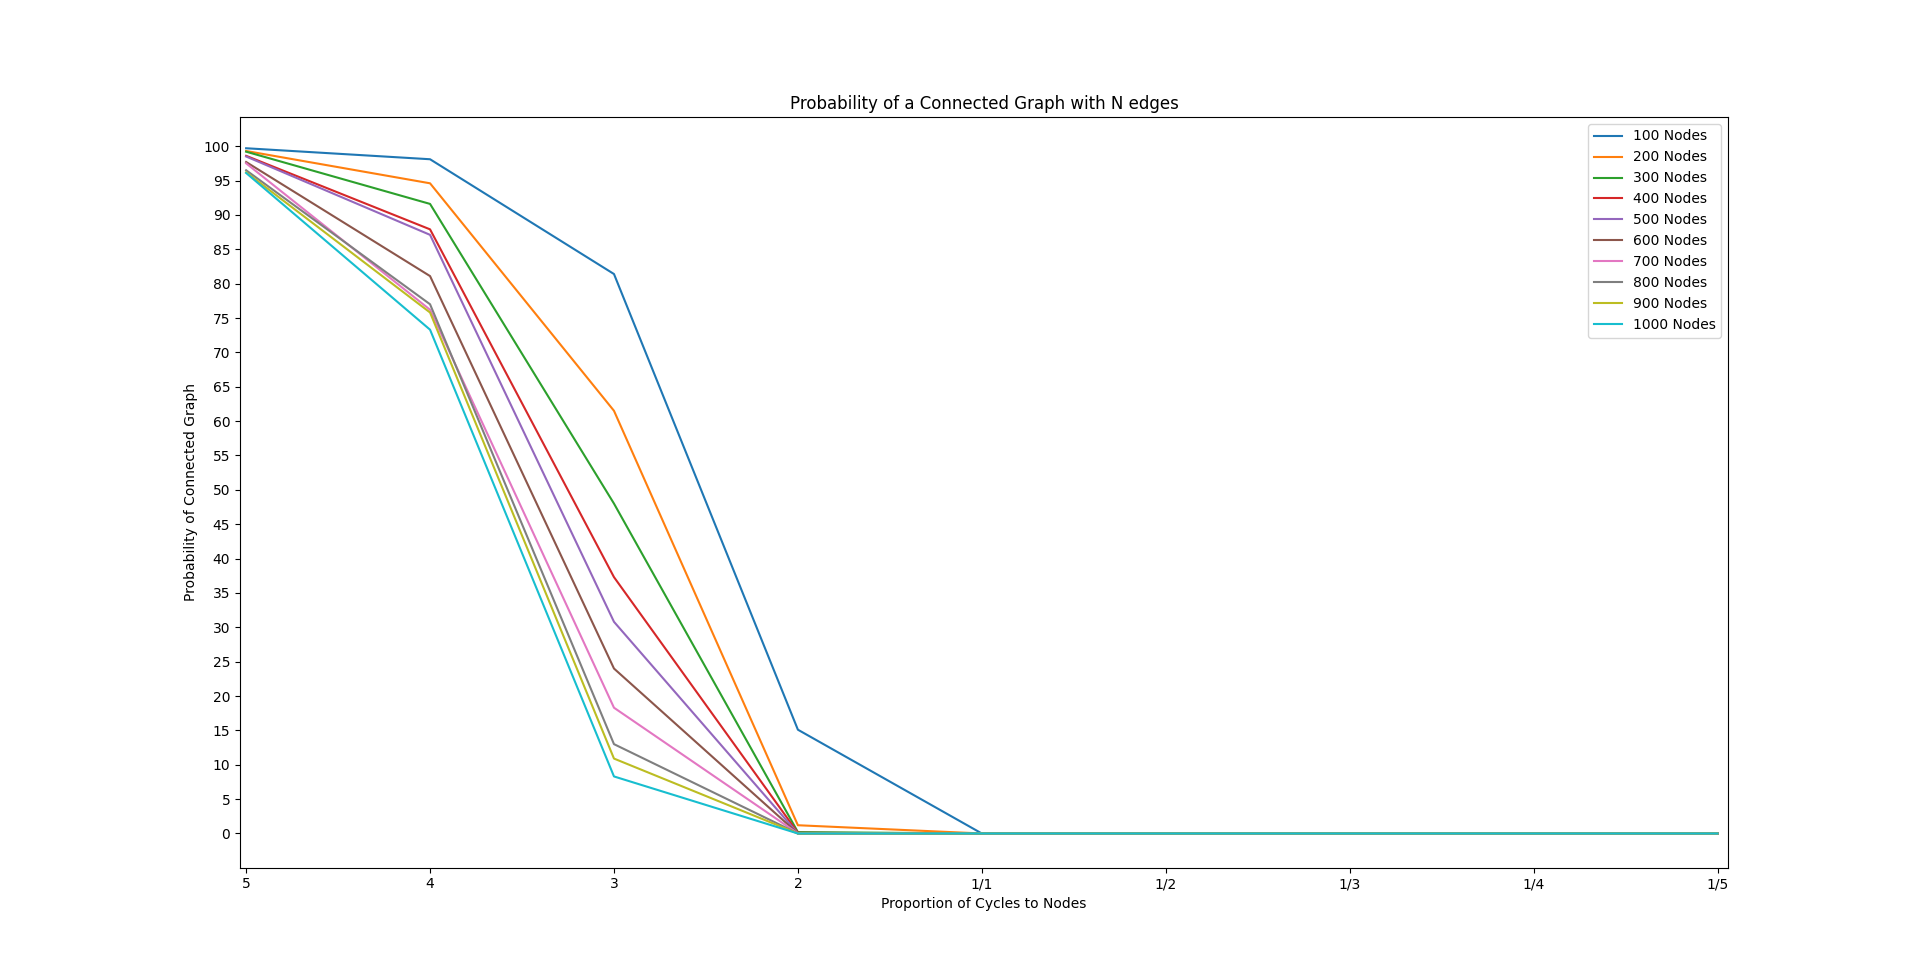 Probability of a Connected Graph with N edges
100
95
90
85
80
75
70
65
60
55
50
45
40
35
30
25
20
15
10
5
0
Probability of Connected Graph
100 Nodes
200 Nodes
300 Nodes
400 Nodes
500 Nodes
600 Nodes
700 Nodes
800 Nodes
900 Nodes
1000 Nodes
5 4 3 2 1/1 1/2 1/3 1/4 1/5
Proportion of Cycles to Nodes